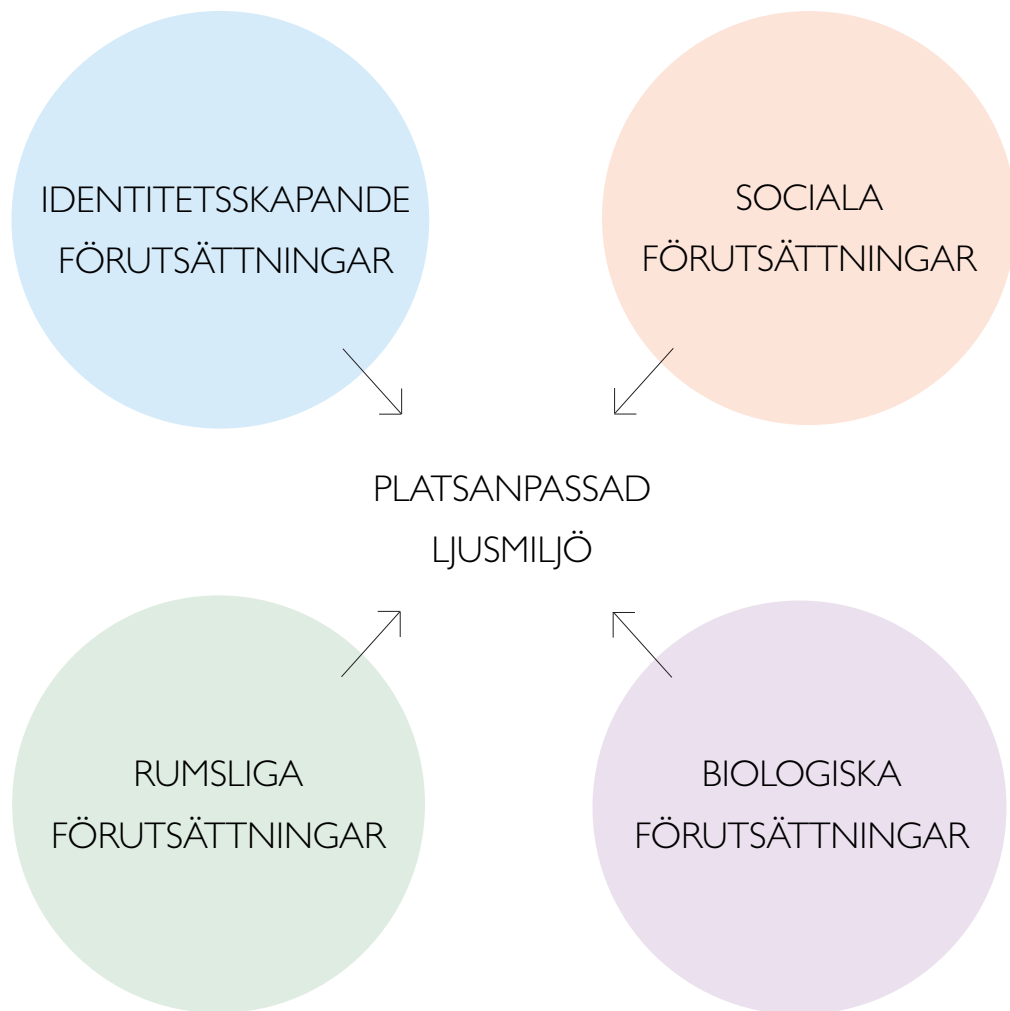 IDENTITETSSKAPANDE
FÖRUTSÄTTNINGAR
SOCIALA
FÖRUTSÄTTNINGAR
PLATSANPASSAD
LJUSMILJÖ
RUMSLIGA
FÖRUTSÄTTNINGAR
BIOLOGISKA
FÖRUTSÄTTNINGAR